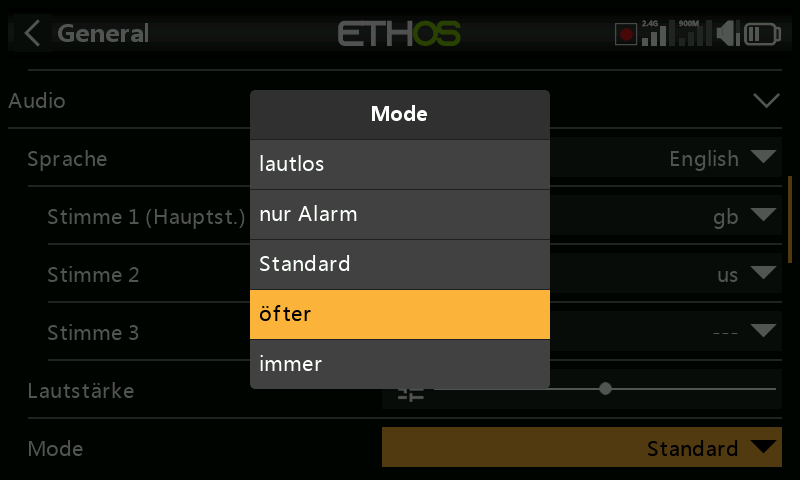 General
ETHOS
2.4G
900M
Audio
Mode
lautlos
Sprache
English
nur Alarm
Stimme 1 (Hauptst.)
gb
Standard
Stimme 2
us
öfter
Stimme 3
---
immer
Lautstärke
Mode
Standard